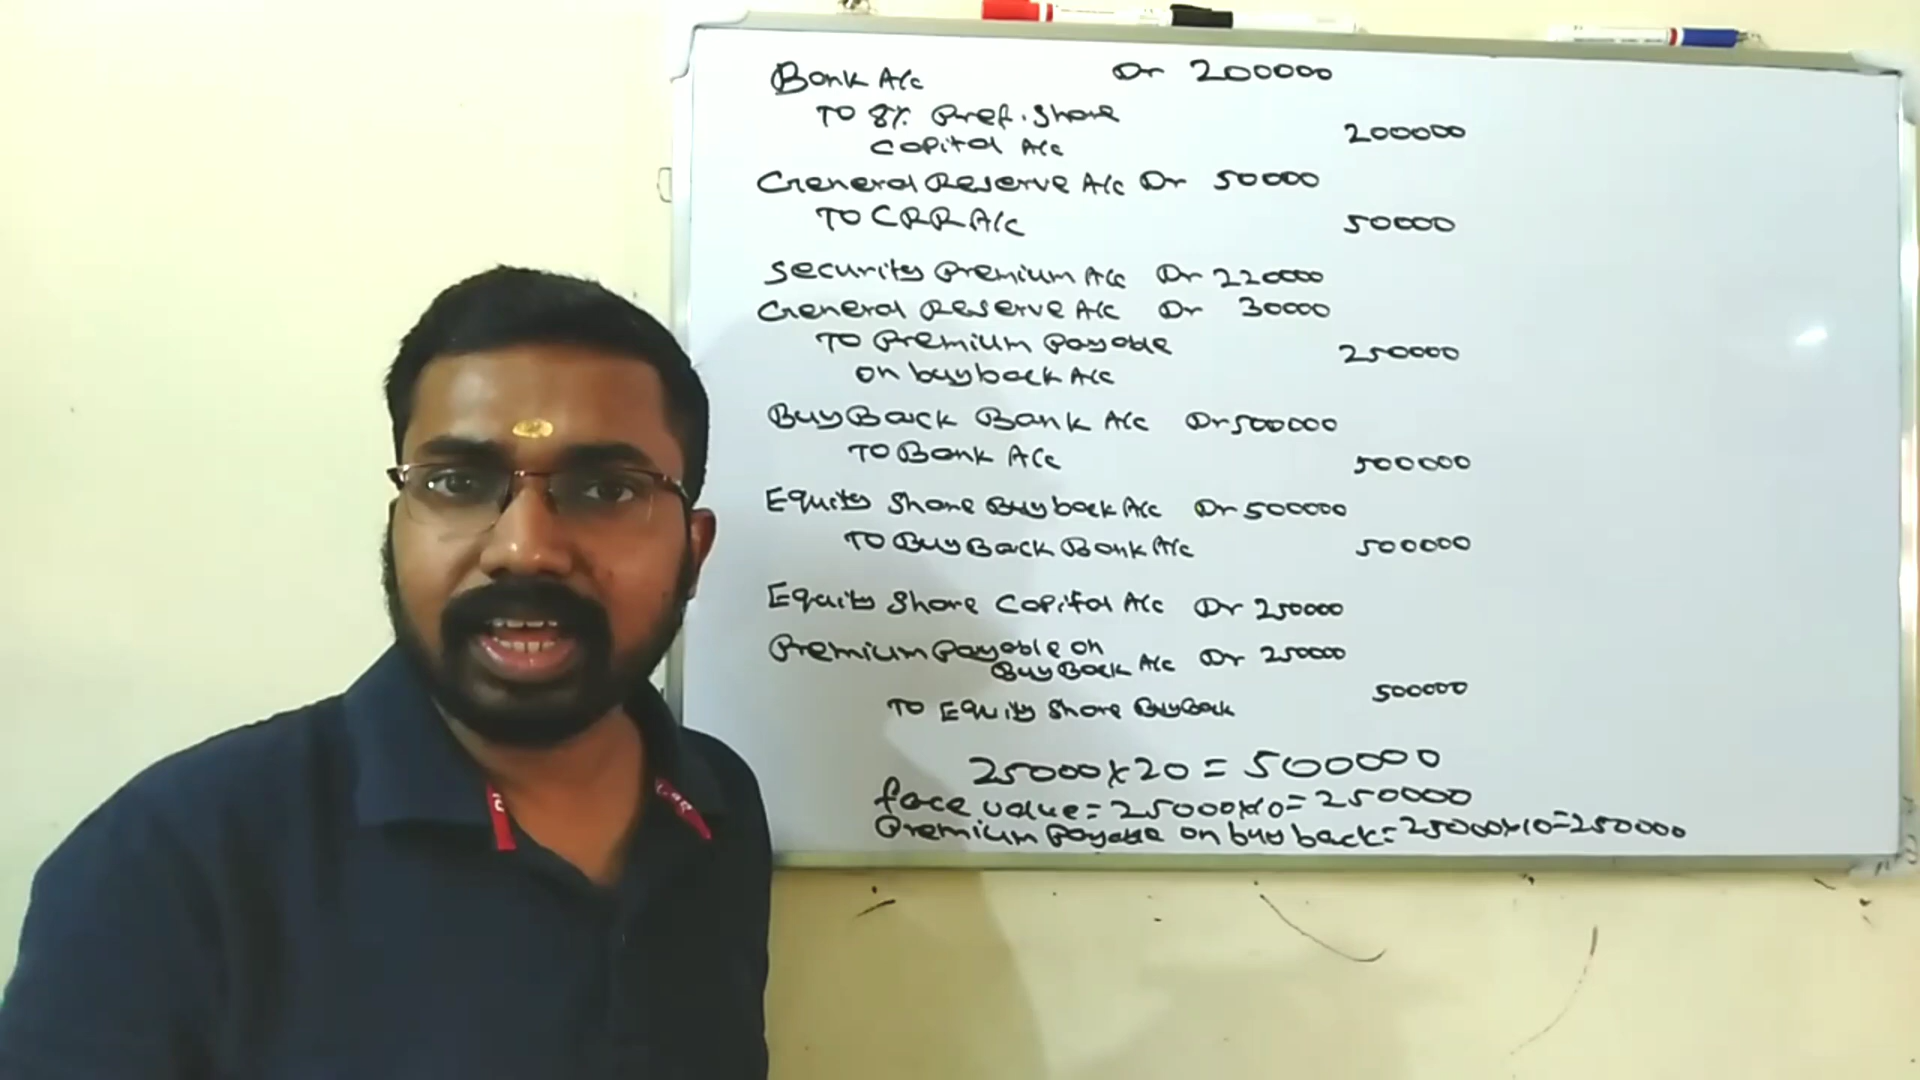 Bank A/c Dr 200000
To 8% Pref. Share
Capital A/c 200000
General Reserve A/c Dr 50000
To CRR A/c 50000
Security Premium A/c Dr 220000
General Reserve A/c Dr 30000
To Premium Payable 250000
on buyback A/c
BuyBack Bank A/c Dr 500000
To Bank A/c 500000
Equity Share Buyback A/c Dr 500000
To BuyBack Bank A/c 500000
Equity Share Capital A/c Dr 250000
Premium Payable on
BuyBack A/c Dr 250000
500000
To Equity Share BuyBack
25000x20 = 500000
face value = 25000x10 = 250000
Premium Payable on buy back = 25000x10 = 250000